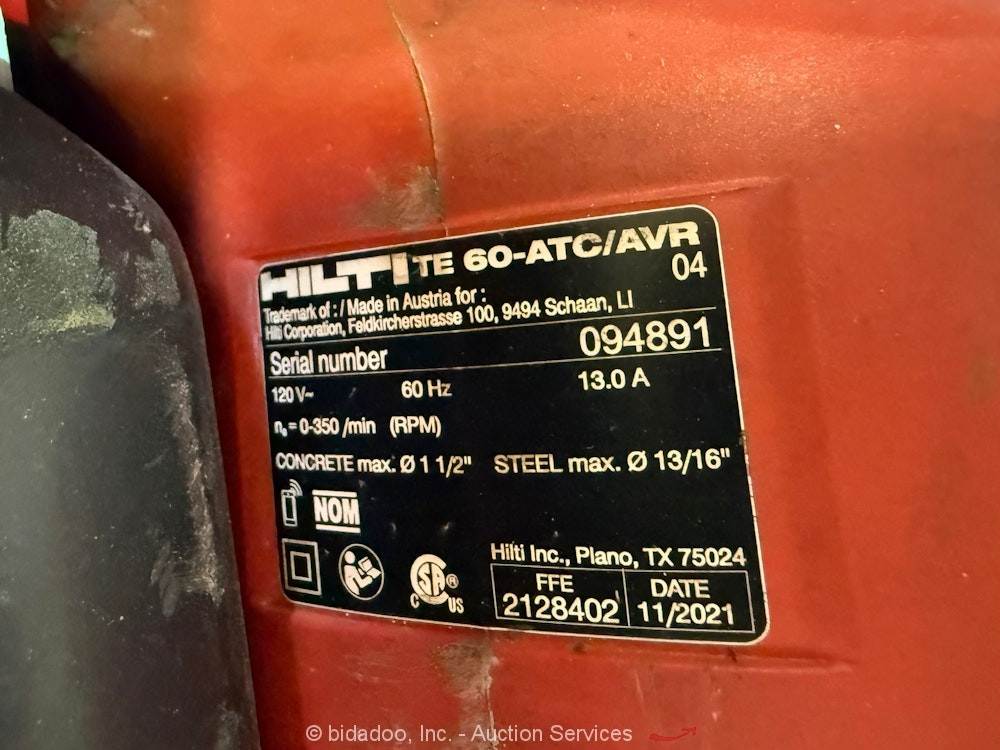 HILTI TE 60-ATC/AVR
04
Trademark of : / Made in Austria for :
Hilti Corporation, Feldkircherstrasse 100, 9494 Schaan, LI
Serial number 094891
120 V~ 60 Hz 13.0 A
n₀ = 0-350 /min (RPM)
CONCRETE max. Ø 1 1/2" STEEL max. Ø 13/16"
NOM
Hilti Inc., Plano, TX 75024
CSA ® C US
FFE DATE
2128402 11/2021
© bidadoo, Inc. - Auction Services